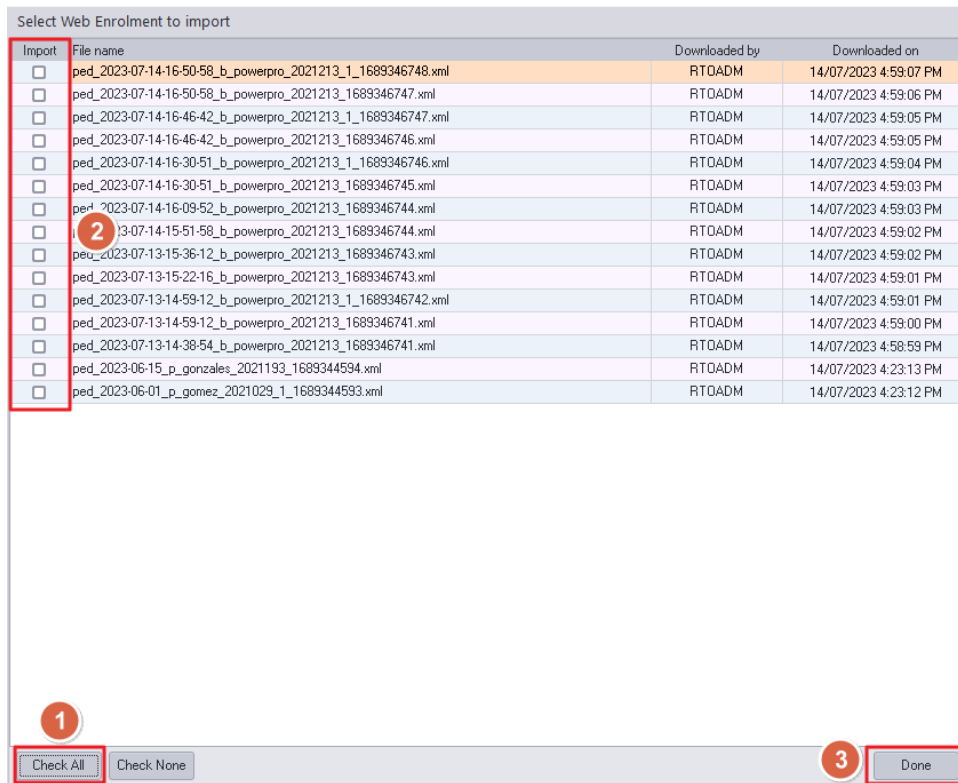 Select Web Enrolment to import
Import File name Downloaded by Downloaded on
ped_2023-07-14-16-50-58_b_powerpro_2021213_1_1689346748.xml RTOADM 14/07/2023 4:59:07 PM
ped_2023-07-14-16-50-58_b_powerpro_2021213_1689346747.xml RTOADM 14/07/2023 4:59:06 PM
ped_2023-07-14-16-46-42_b_powerpro_2021213_1_1689346747.xml RTOADM 14/07/2023 4:59:05 PM
ped_2023-07-14-16-46-42_b_powerpro_2021213_1689346746.xml RTOADM 14/07/2023 4:59:05 PM
ped_2023-07-14-16-30-51_b_powerpro_2021213_1_1689346746.xml RTOADM 14/07/2023 4:59:04 PM
ped_2023-07-14-16-30-51_b_powerpro_2021213_1689346745.xml RTOADM 14/07/2023 4:59:03 PM
ped_2023-07-14-16-09-52_b_powerpro_2021213_1689346744.xml RTOADM 14/07/2023 4:59:03 PM
2 3-07-14-15-51-58_b_powerpro_2021213_1689346744.xml RTOADM 14/07/2023 4:59:02 PM
ped_2023-07-13-15-36-12_b_powerpro_2021213_1689346743.xml RTOADM 14/07/2023 4:59:02 PM
ped_2023-07-13-15-22-16_b_powerpro_2021213_1689346743.xml RTOADM 14/07/2023 4:59:01 PM
ped_2023-07-13-14-59-12_b_powerpro_2021213_1_1689346742.xml RTOADM 14/07/2023 4:59:01 PM
ped_2023-07-13-14-59-12_b_powerpro_2021213_1689346741.xml RTOADM 14/07/2023 4:59:00 PM
ped_2023-07-13-14-38-54_b_powerpro_2021213_1689346741.xml RTOADM 14/07/2023 4:58:59 PM
ped_2023-06-15_p_gonzales_2021193_1689344594.xml RTOADM 14/07/2023 4:23:13 PM
ped_2023-06-01_p_gomez_2021029_1_1689344593.xml RTOADM 14/07/2023 4:23:12 PM
1
Check All Check None 3 Done